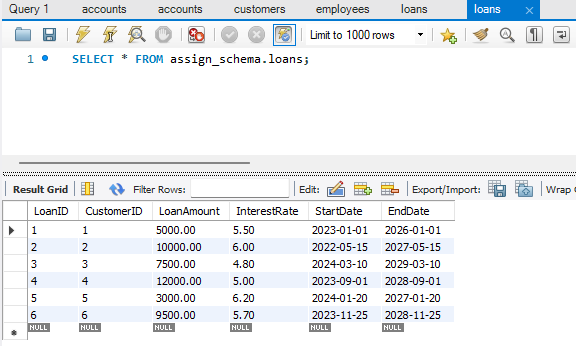 Query 1 accounts accounts customers employees loans loans
Limit to 1000 rows
1 SELECT * FROM assign_schema.loans;
Result Grid Filter Rows: Edit: Export/Import: Wrap C
LoanID CustomerID LoanAmount InterestRate StartDate EndDate
1 1 5000.00 5.50 2023-01-01 2026-01-01
2 2 10000.00 6.00 2022-05-15 2027-05-15
3 3 7500.00 4.80 2024-03-10 2029-03-10
4 4 12000.00 5.00 2023-09-01 2028-09-01
5 5 3000.00 6.20 2024-01-20 2027-01-20
6 6 9500.00 5.70 2023-11-25 2028-11-25
NULL NULL NULL NULL NULL NULL